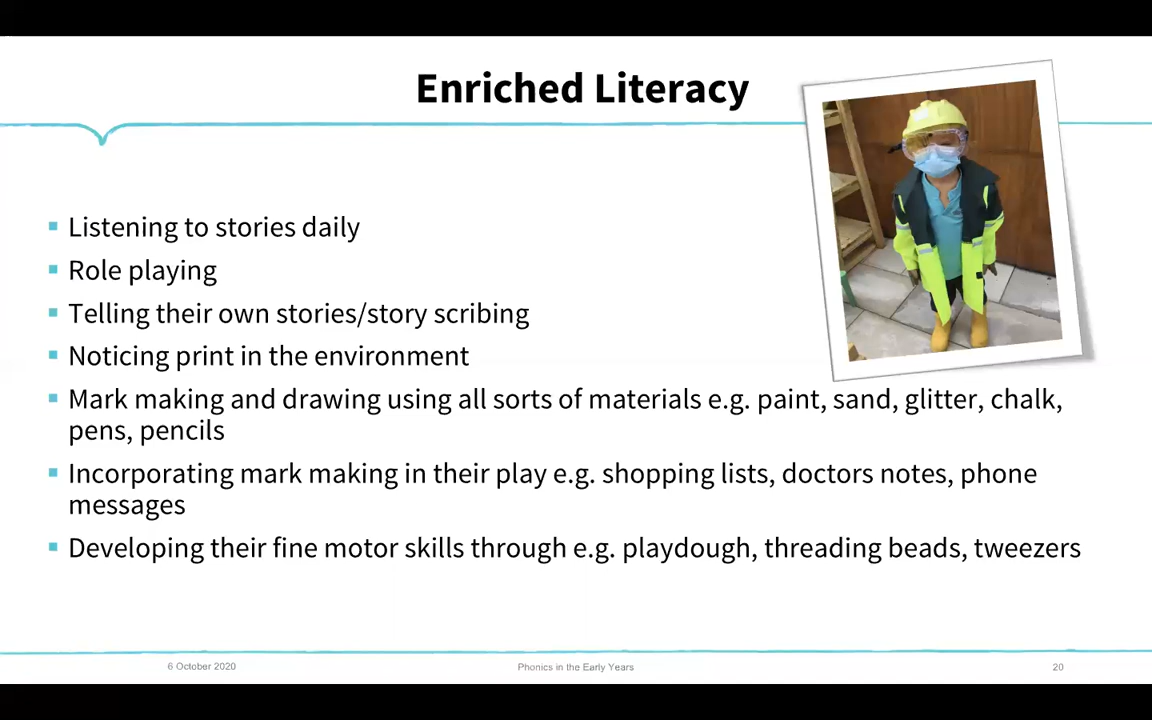 Enriched Literacy
Listening to stories daily
Role playing
Telling their own stories/story scribing
Noticing print in the environment
Mark making and drawing using all sorts of materials e.g. paint, sand, glitter, chalk,
pens, pencils
Incorporating mark making in their play e.g. shopping lists, doctors notes, phone
messages
Developing their fine motor skills through e.g. playdough, threading beads, tweezers
6 October 2020
Phonics in the Early Years
20